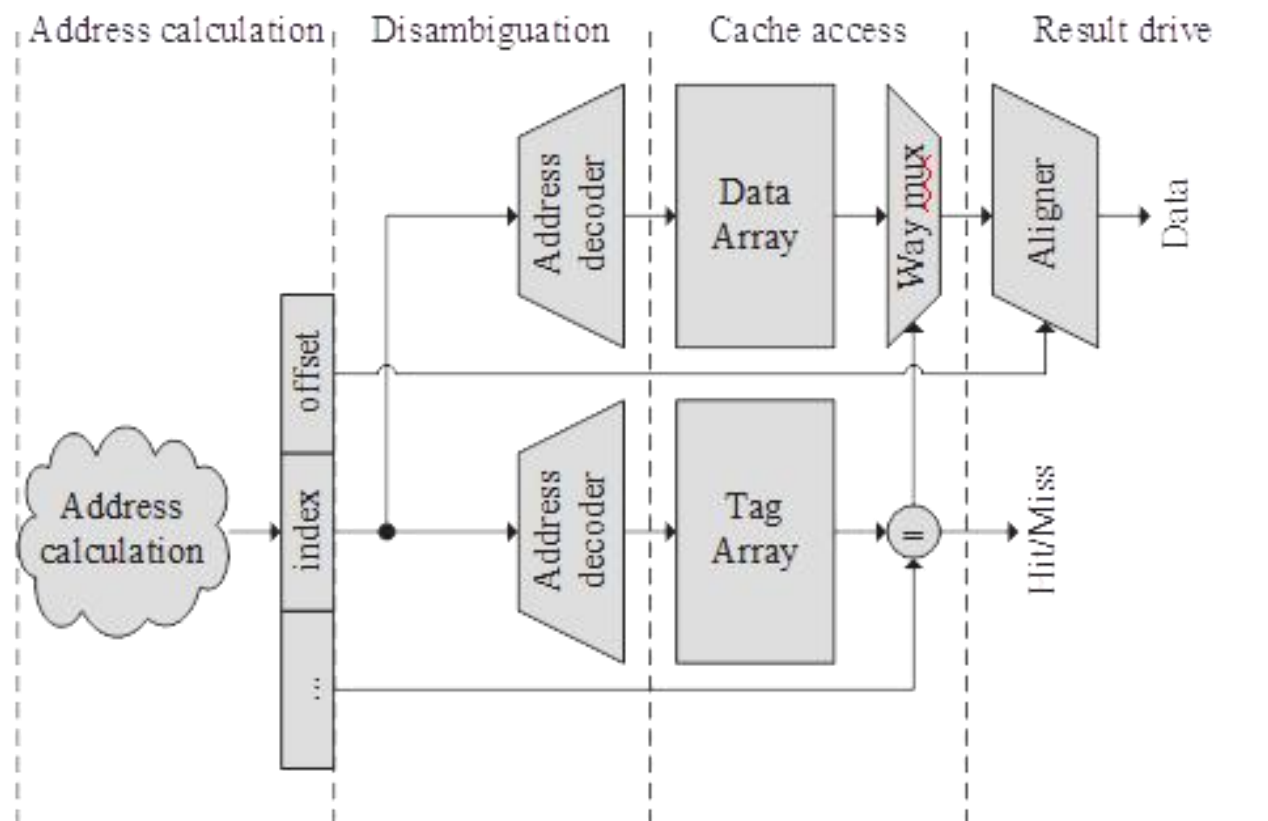 Address calculation
Disambiguation
Cache access
Result drive
Address
decoder
Data
Array
Way mux
Aligner
Data
offset
index
...
Address
calculation
Address
decoder
Tag
Array
=
Hit/Miss